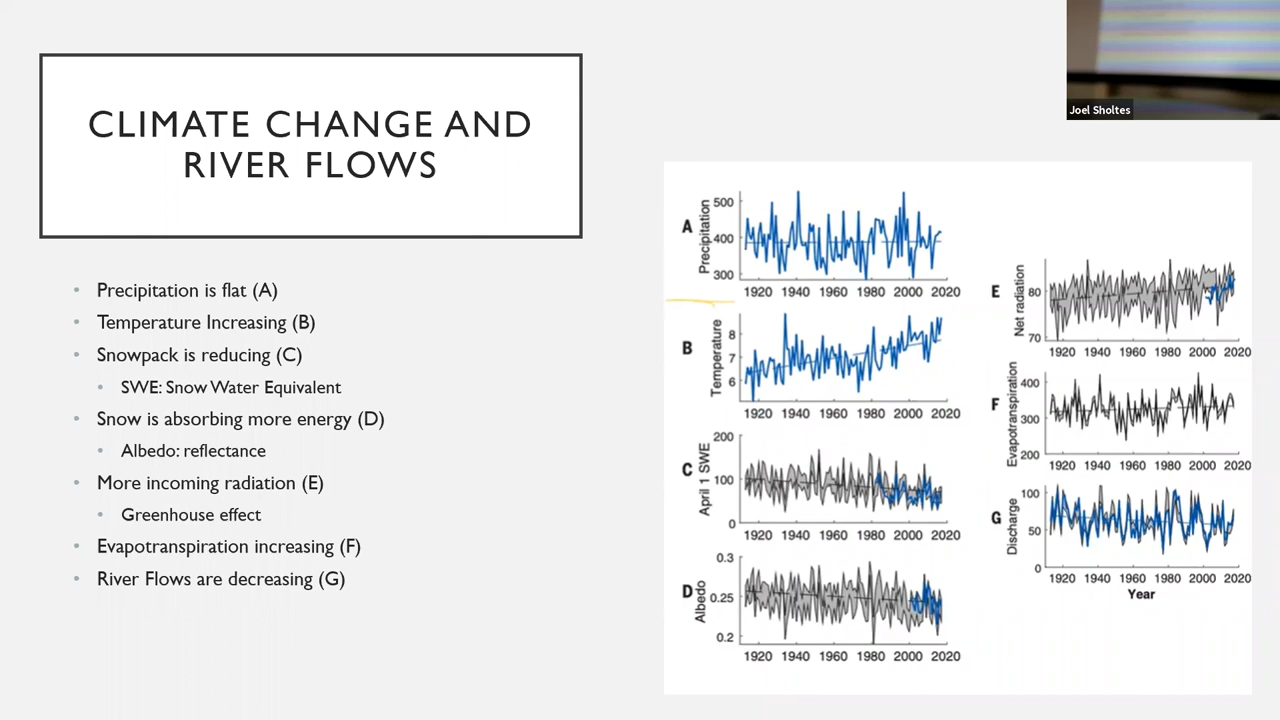 Joel Sholtes
CLIMATE CHANGE AND
RIVER FLOWS
• Precipitation is flat (A)
• Temperature Increasing (B)
• Snowpack is reducing (C)
• SWE: Snow Water Equivalent
• Snow is absorbing more energy (D)
• Albedo: reflectance
• More incoming radiation (E)
• Greenhouse effect
• Evapotranspiration increasing (F)
• River Flows are decreasing (G)
A
Precipitation
500
400
300
1920 1940 1960 1980 2000 2020
B
Temperature
8
7
6
1920 1940 1960 1980 2000 2020
C
April 1 SWE
200
100
0
1920 1940 1960 1980 2000 2020
D
Albedo
0.3
0.25
0.2
1920 1940 1960 1980 2000 2020
E
Net radiation
80
70
1920 1940 1960 1980 2000 2020
F
Evapotranspiration
400
300
200
1920 1940 1960 1980 2000 2020
G
Discharge
100
50
0
1920 1940 1960 1980 2000 2020
Year